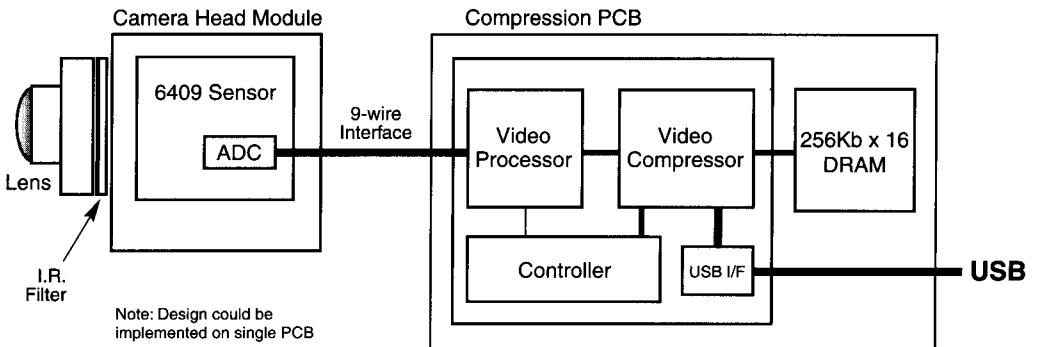 Camera Head Module
Compression PCB
6409 Sensor
ADC
9-wire
Interface
Video
Processor
Video
Compressor
256Kb x 16
DRAM
Lens
I.R.
Filter
Controller
USB I/F
USB
Note: Design could be
implemented on single PCB